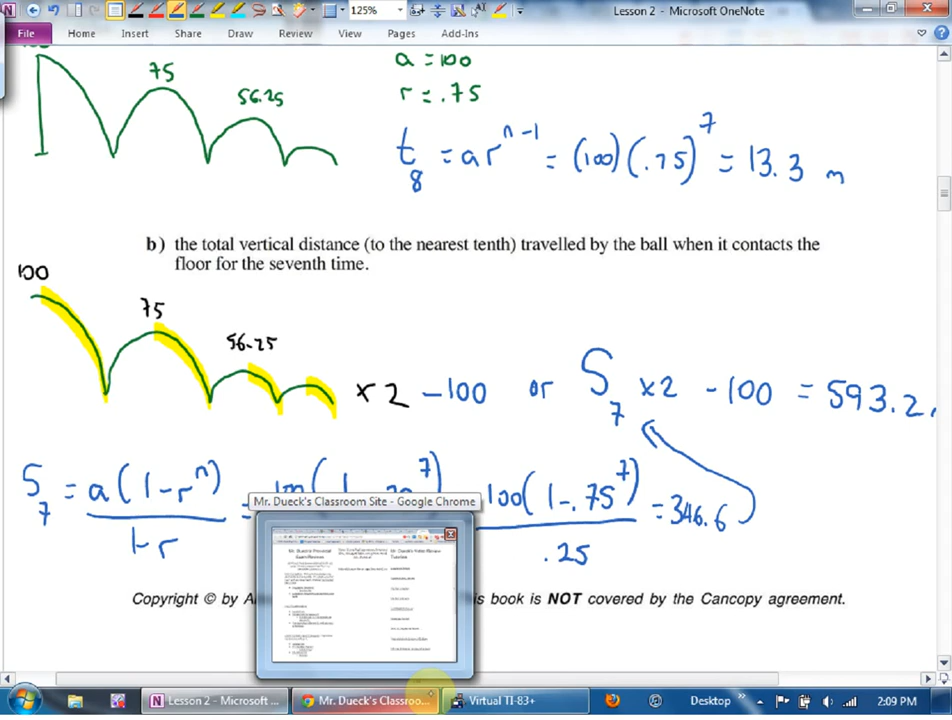 125%
Lesson 2 - Microsoft OneNote
File Home Insert Share Draw Review View Pages Add-Ins
a = 100
75
56.25
r = .75
t8 = ar^n-1 = (100)(.75)^7 = 13.3 m
b) the total vertical distance (to the nearest tenth) travelled by the ball when it contacts the
floor for the seventh time.
100
75
56.25
× 2 - 100 or S7 × 2 - 100 = 593.2
S7 = a(1-r^n) / 1-r = 100(1-.75^7) / .25 = 346.6
Mr. Dueck's Classroom Site - Google Chrome
Copyright © by
is book is NOT covered by the Cancopy agreement.
Lesson 2 - Microsoft ... Mr. Dueck's Classroo... Virtual TI-83+ Desktop 2:09 PM